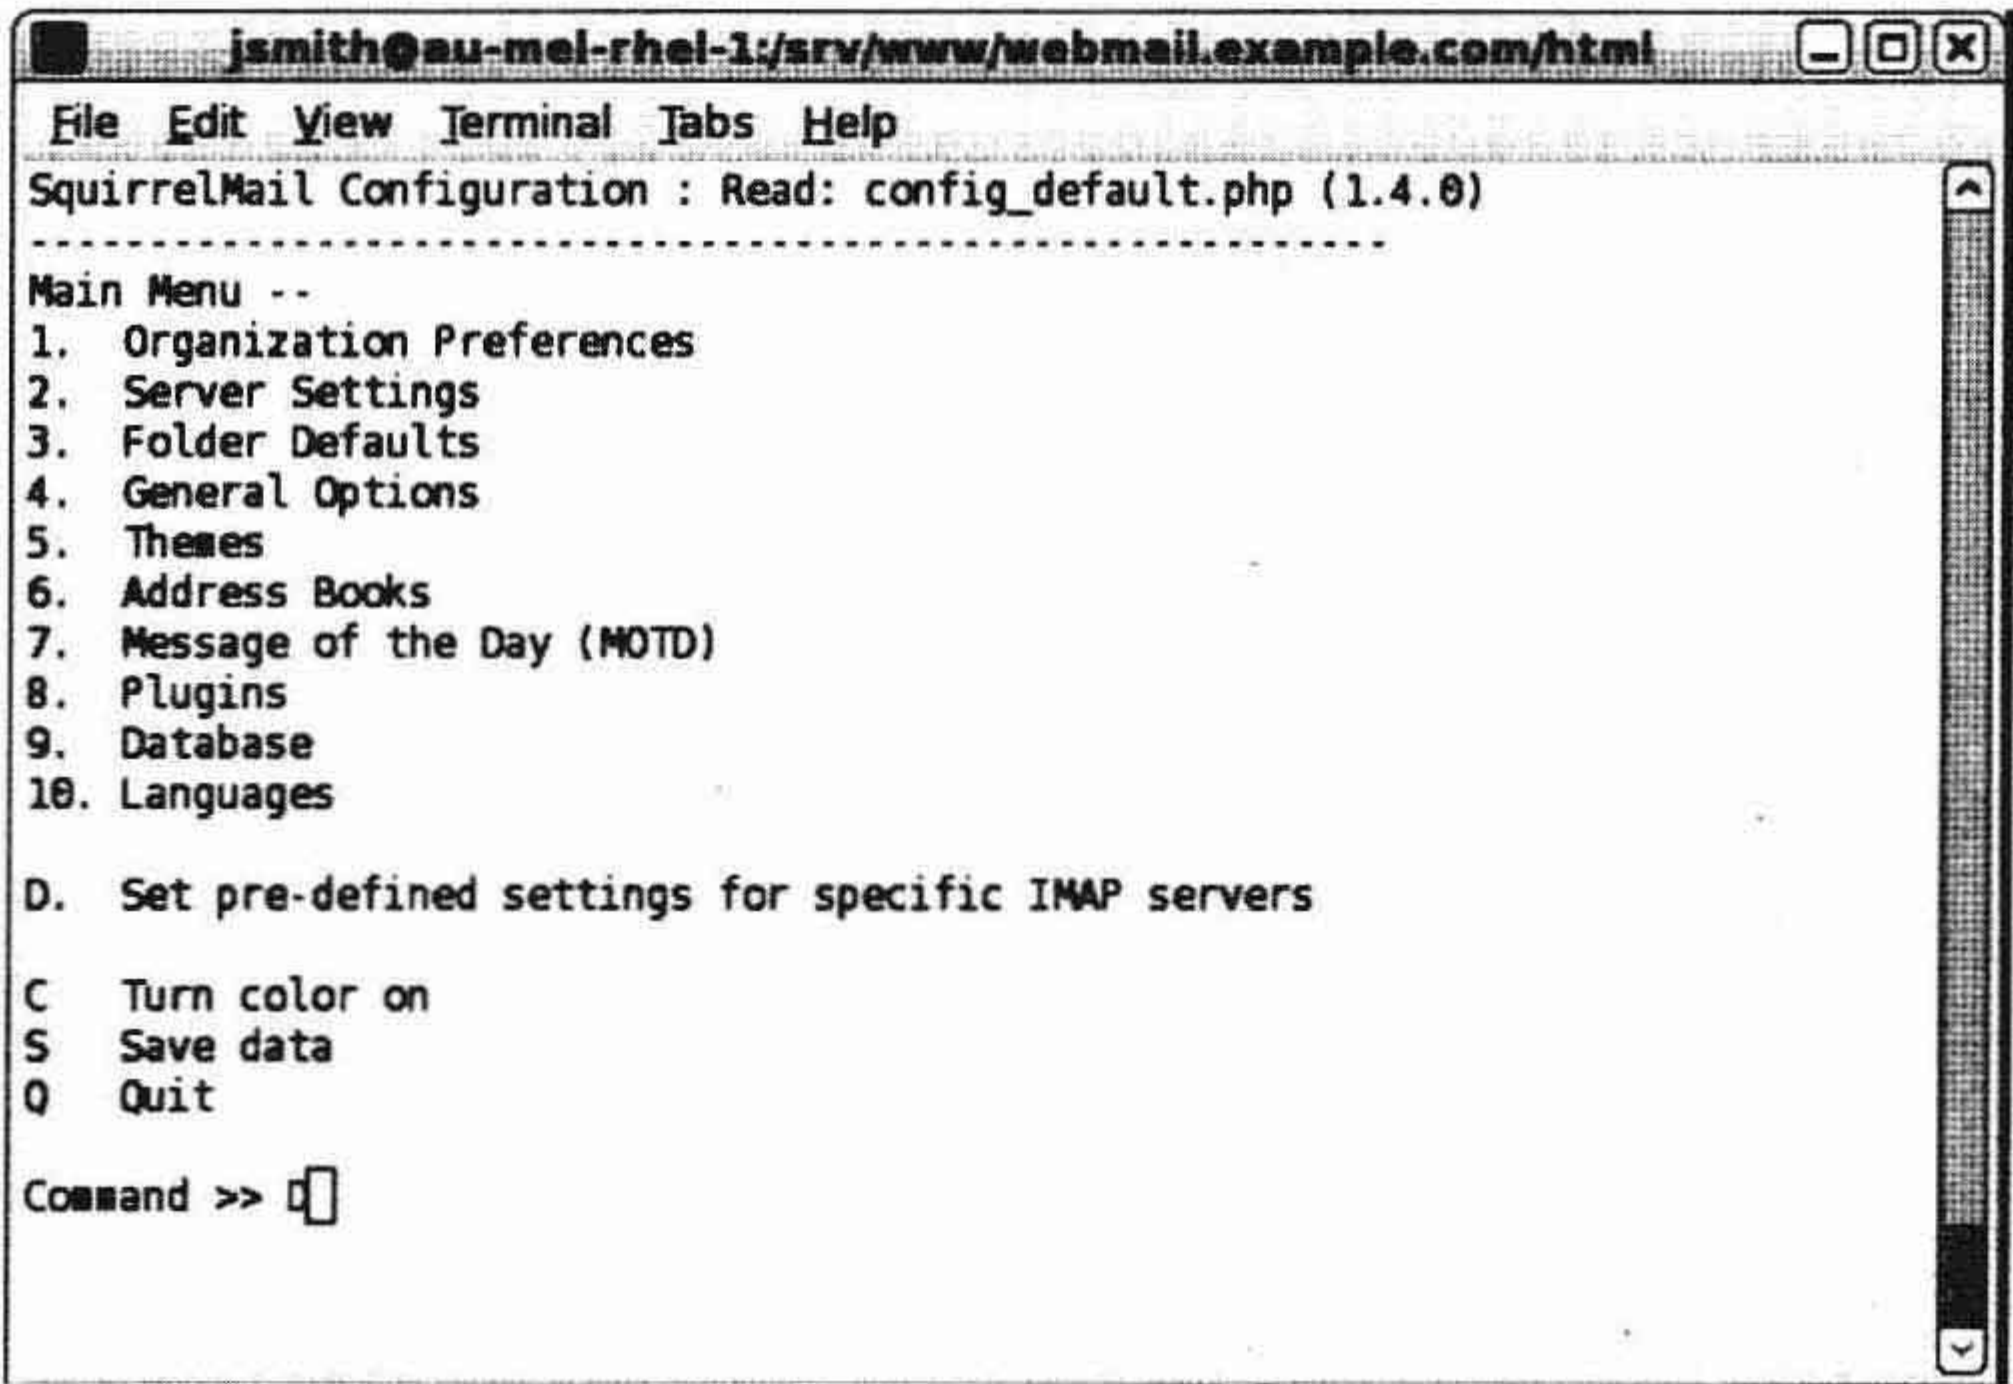 jsmith@au-mel-rhel-1:/srv/www/webmail.example.com/html
File Edit View Terminal Tabs Help
SquirrelMail Configuration : Read: config_default.php (1.4.0)
---------------------------------------------------------
Main Menu --
1. Organization Preferences
2. Server Settings
3. Folder Defaults
4. General Options
5. Themes
6. Address Books
7. Message of the Day (MOTD)
8. Plugins
9. Database
10. Languages
D. Set pre-defined settings for specific IMAP servers
C Turn color on
S Save data
Q Quit
Command >> D